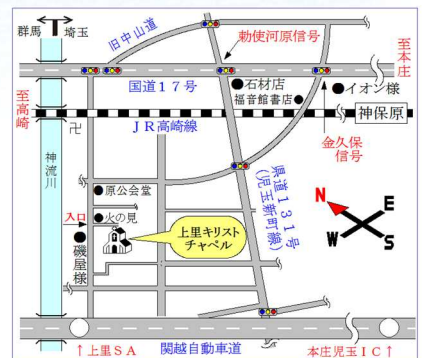 群馬 埼玉
旧中山道
勅使河原信号
至本庄
国道17号
●石材店
福音館書店●
●イオン様
至高崎
卍
JR高崎線
神保原
金久保
信号
神流川
●原公会堂
入口
●火の見
●磯屋様
上里キリスト
チャペル
県道131号
(児玉新町線)
N
E
W
S
↑上里SA
関越自動車道
本庄児玉IC↑